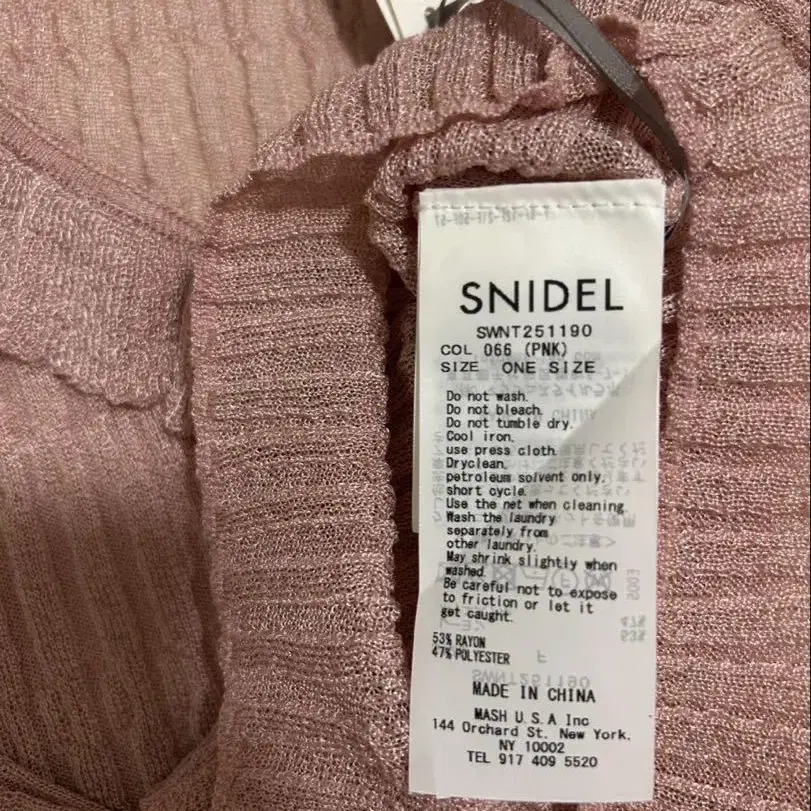 SNIDEL
SWNT251190
COL 066 (PNK)
SIZE ONE SIZE
Do not wash.
Do not bleach.
Do not tumble dry.
Cool iron.
use press cloth.
Dryclean.
petroleum solvent only.
short cycle.
Use the net when cleaning.
Wash the laundry
separately from
other laundry.
May shrink slightly when
washed.
Be careful not to expose
to friction or let it
get caught.
53% RAYON
47% POLYESTER
MADE IN CHINA
MASH U.S.A Inc
144 Orchard St. New York.
NY 10002
TEL 917 409 5520